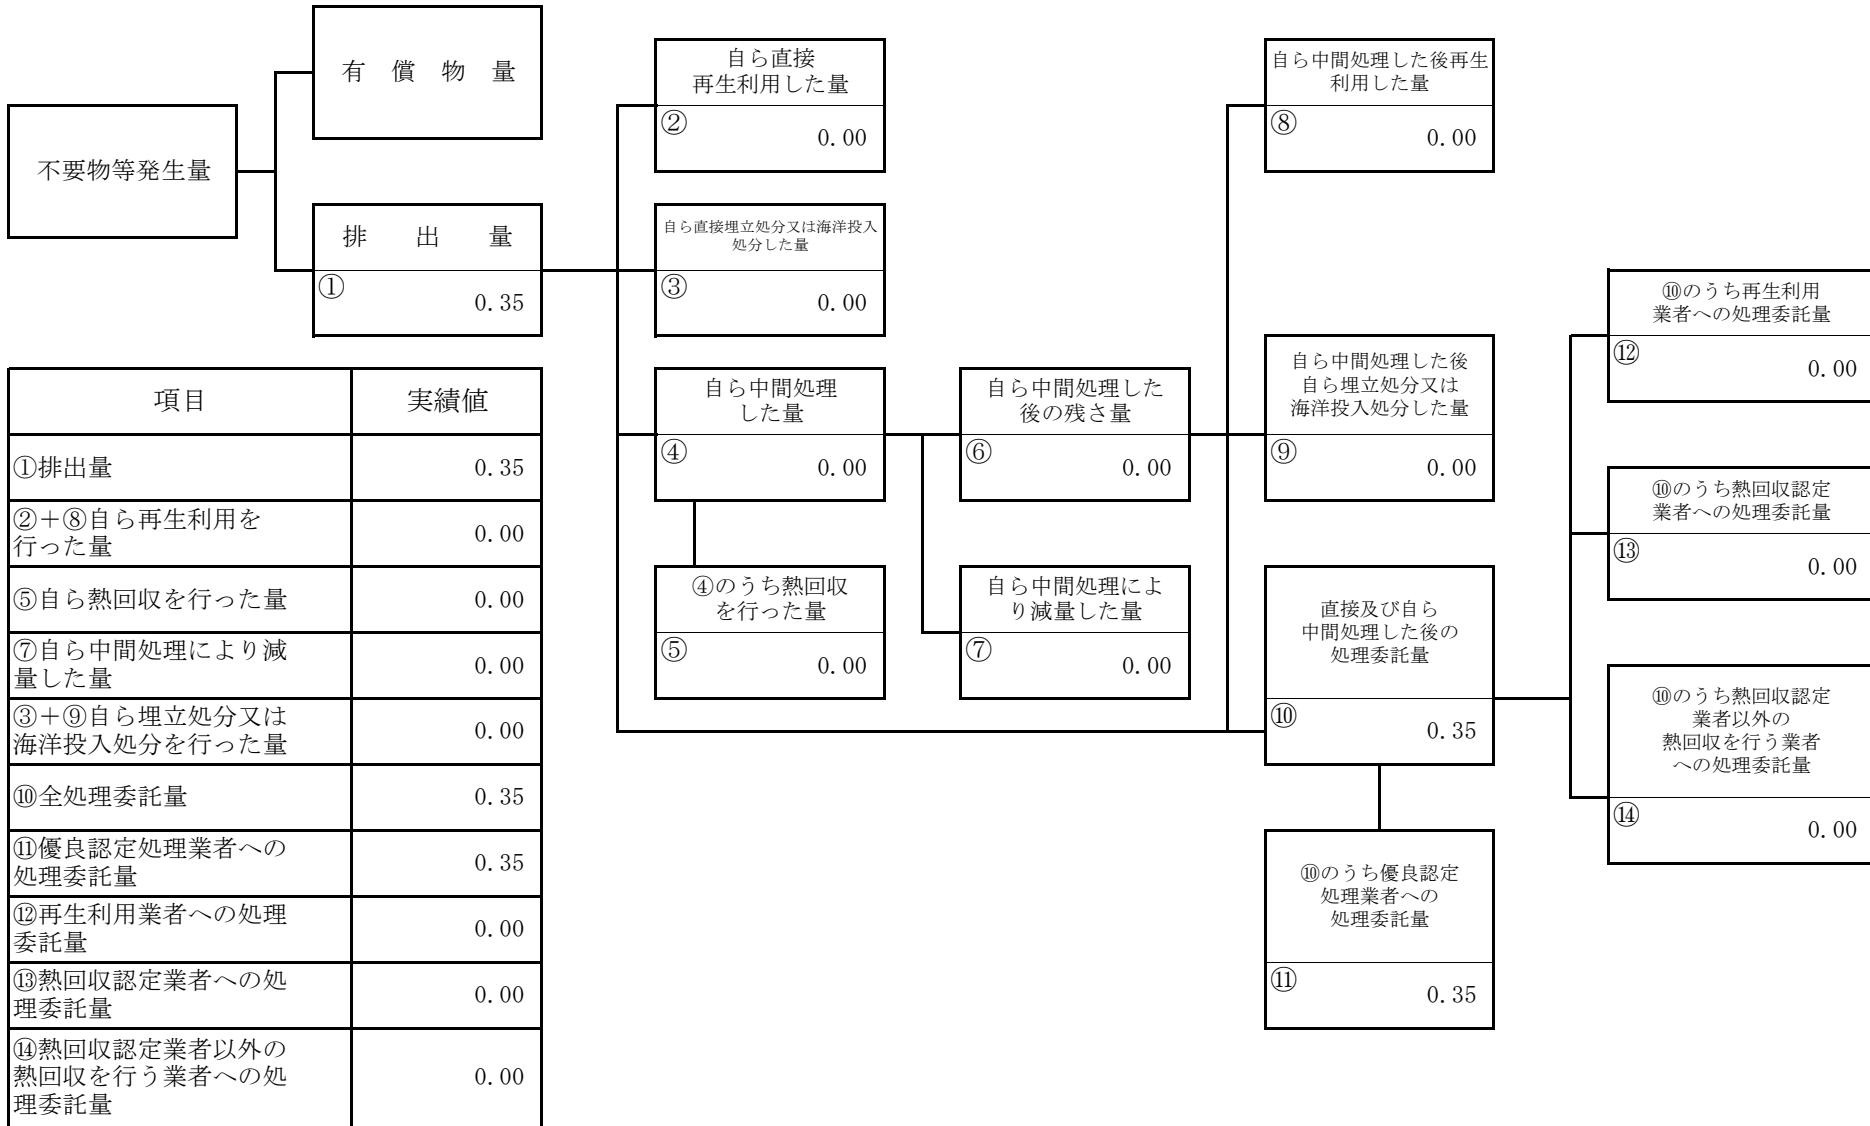 不要物等発生量
有 償 物 量
排 出 量
① 0.35
自ら直接
再生利用した量
② 0.00
自ら直接埋立処分又は海洋投入
処分した量
③ 0.00
自ら中間処理
した量
④ 0.00
④のうち熱回収
を行った量
⑤ 0.00
自ら中間処理した
後の残さ量
⑥ 0.00
自ら中間処理によ
り減量した量
⑦ 0.00
自ら中間処理した後再生
利用した量
⑧ 0.00
自ら中間処理した後
自ら埋立処分又は
海洋投入処分した量
⑨ 0.00
直接及び自ら
中間処理した後の
処理委託量
⑩ 0.35
⑩のうち優良認定
処理業者への
処理委託量
⑪ 0.35
⑩のうち再生利用
業者への処理委託量
⑫ 0.00
⑩のうち熱回収認定
業者への処理委託量
⑬ 0.00
⑩のうち熱回収認定
業者以外の
熱回収を行う業者
への処理委託量
⑭ 0.00
項目 実績値
①排出量 0.35
②＋⑧自ら再生利用を
行った量 0.00
⑤自ら熱回収を行った量 0.00
⑦自ら中間処理により減
量した量 0.00
③＋⑨自ら埋立処分又は
海洋投入処分を行った量 0.00
⑩全処理委託量 0.35
⑪優良認定処理業者への
処理委託量 0.35
⑫再生利用業者への処理
委託量 0.00
⑬熱回収認定業者への処
理委託量 0.00
⑭熱回収認定業者以外の
熱回収を行う業者への処
理委託量 0.00